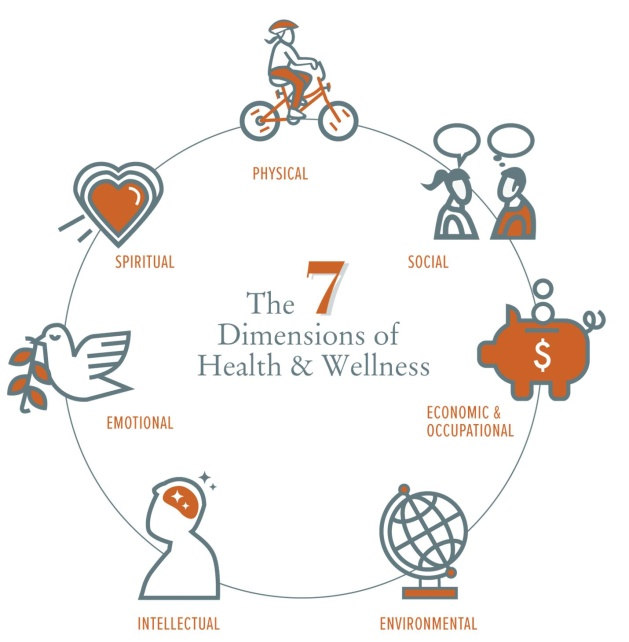 PHYSICAL
SPIRITUAL
SOCIAL
The 7
Dimensions of
Health & Wellness
$
EMOTIONAL
ECONOMIC &
OCCUPATIONAL
INTELLECTUAL
ENVIRONMENTAL